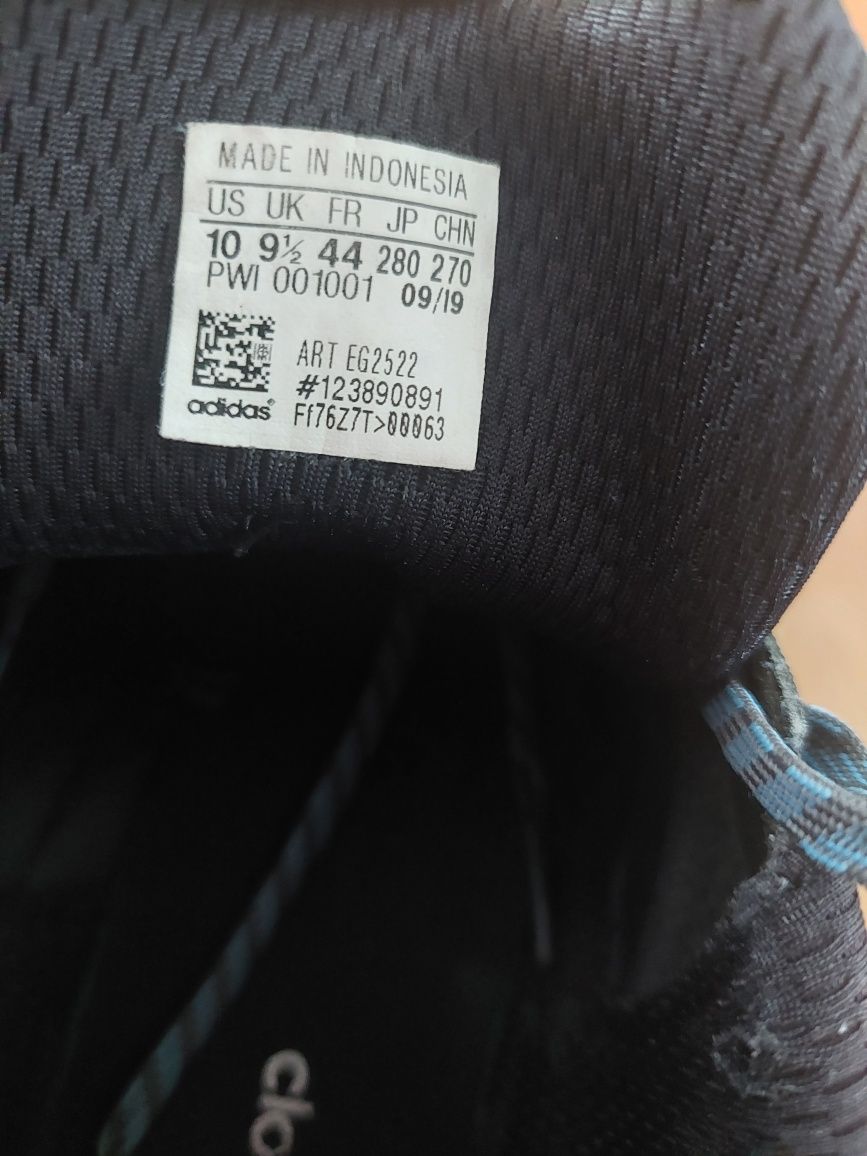 MADE IN INDONESIA
US UK FR JP CHN
10 9½ 44 280 270
PWI 001001 09/19
ART EG2522
#123890891
adidas® Ff76Z7T>00063
clo